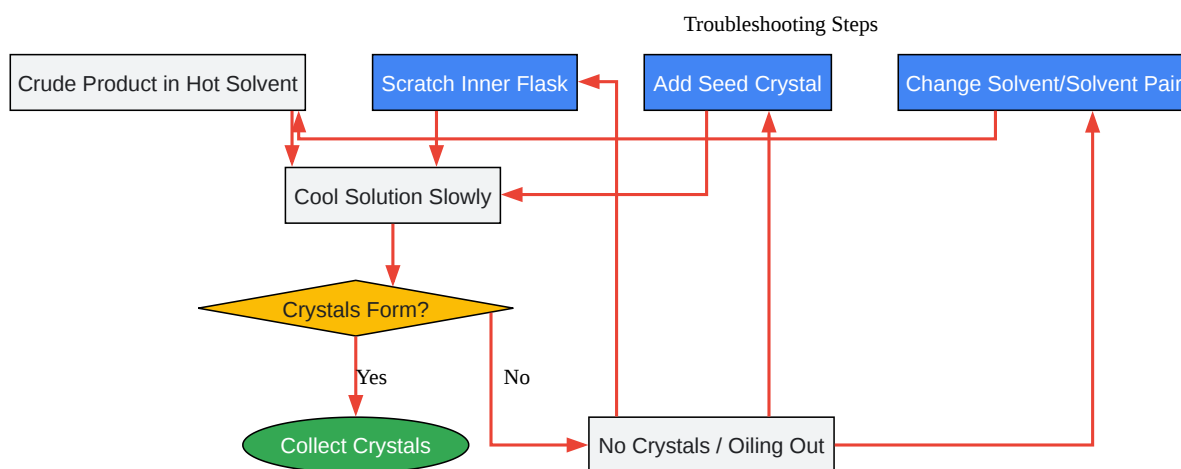 Troubleshooting Steps
Crude Product in Hot Solvent
Scratch Inner Flask
Add Seed Crystal
Change Solvent/Solvent Pair
Cool Solution Slowly
Crystals Form?
Yes
No
Collect Crystals
No Crystals / Oiling Out